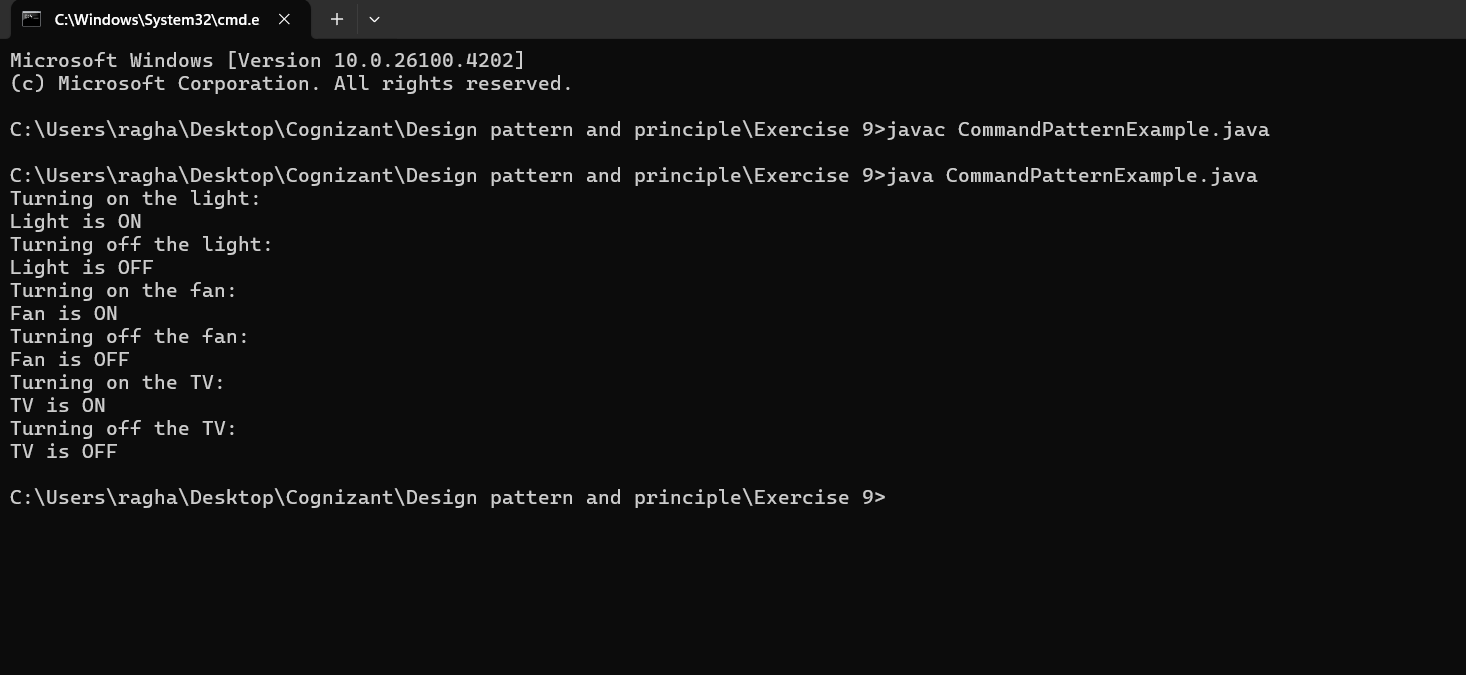 C:\Windows\System32\cmd.e
Microsoft Windows [Version 10.0.26100.4202]
(c) Microsoft Corporation. All rights reserved.
C:\Users\ragha\Desktop\Cognizant\Design pattern and principle\Exercise 9>javac CommandPatternExample.java
C:\Users\ragha\Desktop\Cognizant\Design pattern and principle\Exercise 9>java CommandPatternExample.java
Turning on the light:
Light is ON
Turning off the light:
Light is OFF
Turning on the fan:
Fan is ON
Turning off the fan:
Fan is OFF
Turning on the TV:
TV is ON
Turning off the TV:
TV is OFF
C:\Users\ragha\Desktop\Cognizant\Design pattern and principle\Exercise 9>